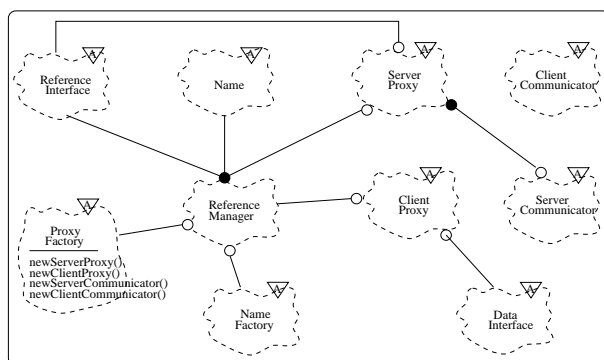 A
Reference
Interface
A
Name
A
Server
Proxy
A
Client
Communicator
A
Proxy
Factory
newServerProxy()
newClientProxy()
newServerCommunicator()
newClientCommunicator()
A
Reference
Manager
A
Client
Proxy
A
Server
Communicator
A
Name
Factory
A
Data
Interface